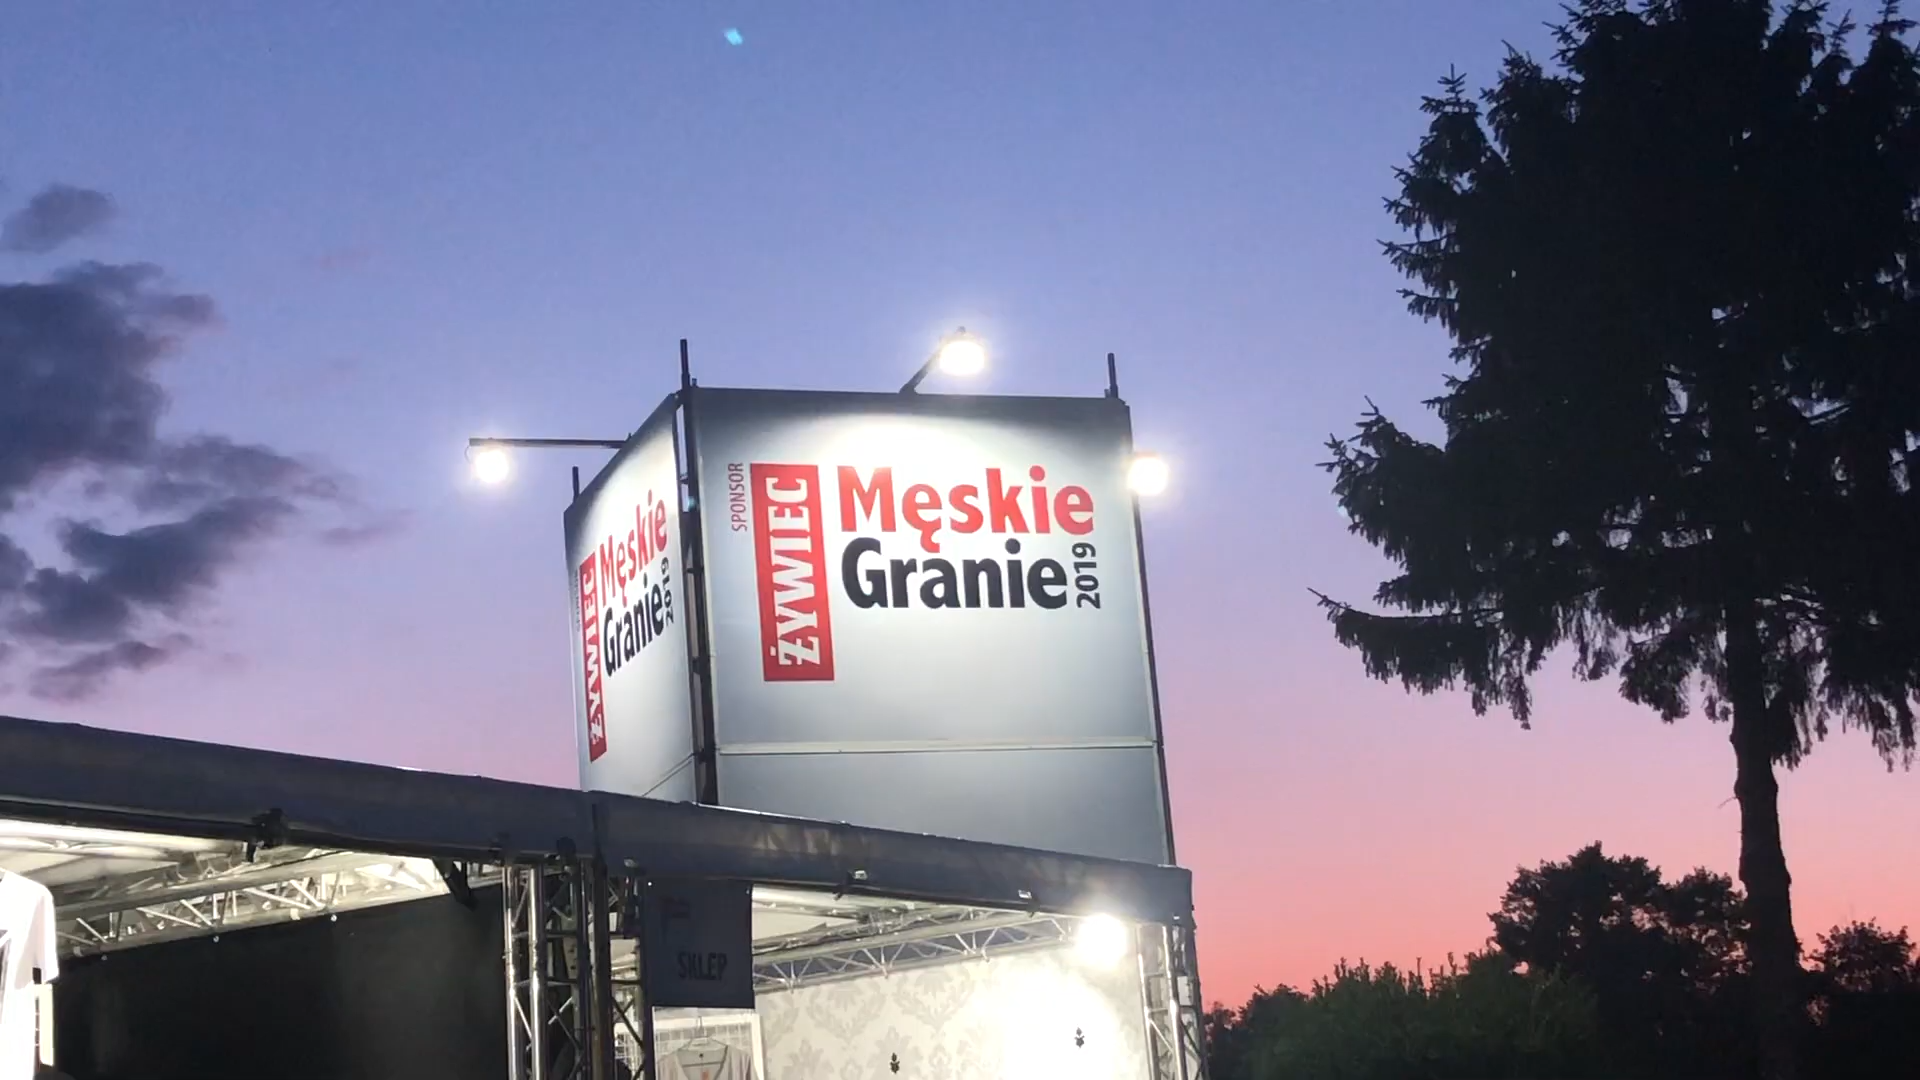 SPONSOR
ŻYWIEC
Męskie
Granie
2019
ŻYWIEC
Męskie
Granie
2019
SKLEP